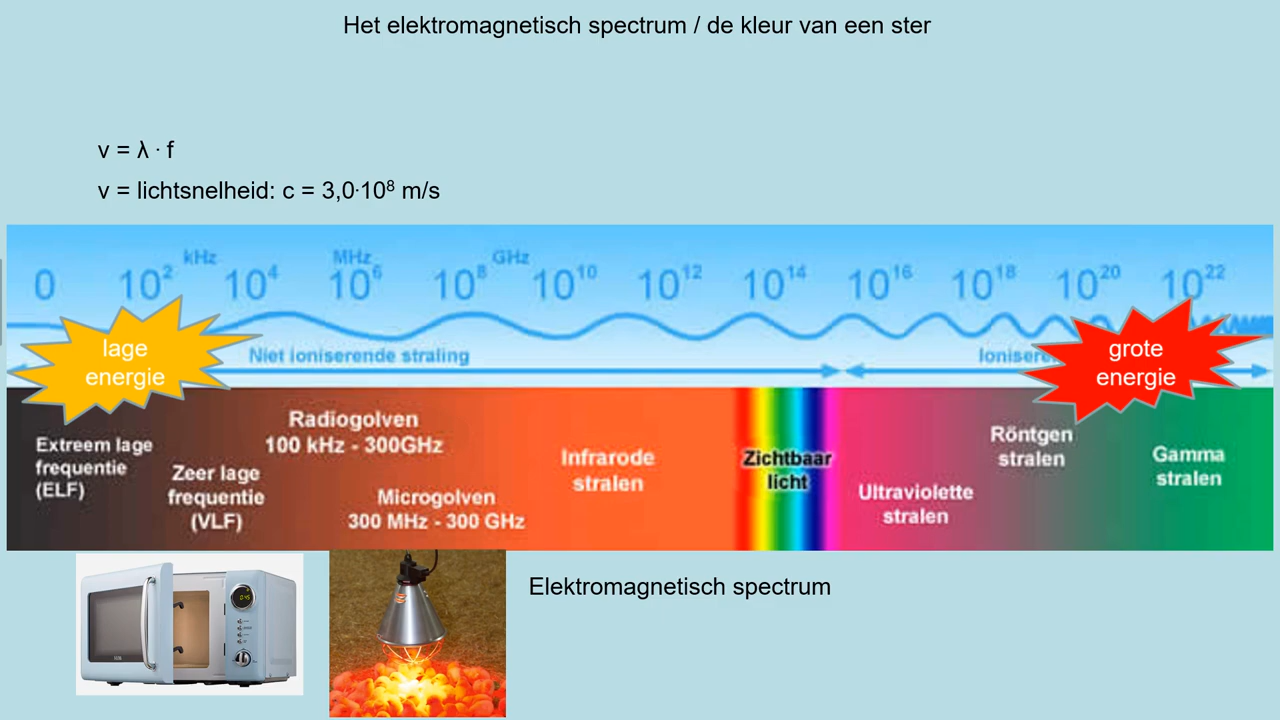 Het elektromagnetisch spectrum / de kleur van een ster
v = λ · f
v = lichtsnelheid: c = 3,0·10⁸ m/s
kHz MHz GHz
0 10² 10⁴ 10⁶ 10⁸ 10¹⁰ 10¹² 10¹⁴ 10¹⁶ 10¹⁸ 10²⁰ 10²²
lage
energie
Niet ioniserende straling
grote
energie
Extreem lage
frequentie
(ELF)
Zeer lage
frequentie
(VLF)
Radiogolven
100 kHz - 300GHz
Microgolven
300 MHz - 300 GHz
Infrarode
stralen
Zichtbaar
licht
Ultraviolette
stralen
Röntgen
stralen
Gamma
stralen
Elektromagnetisch spectrum